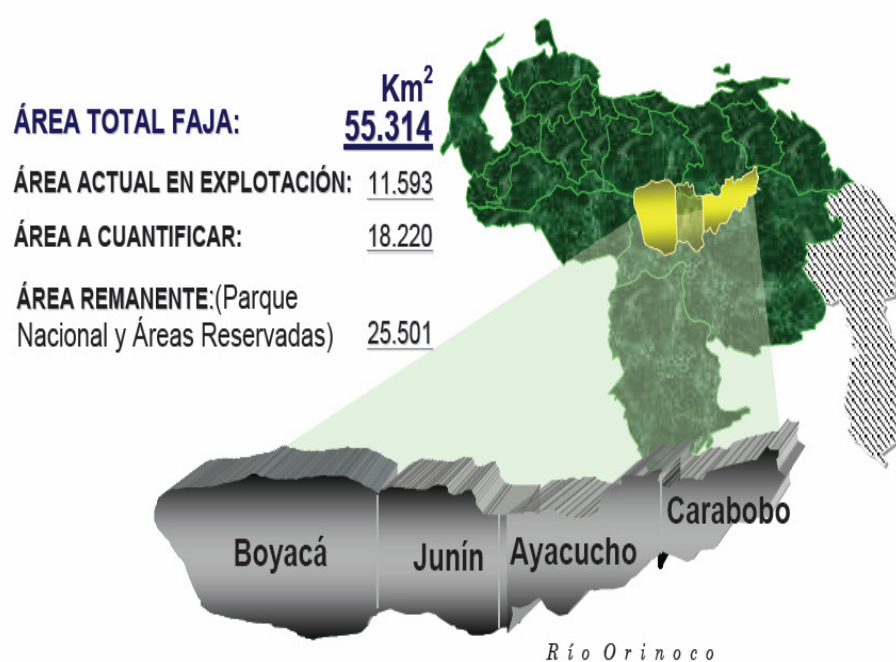 Km²
ÁREA TOTAL FAJA: 55.314
ÁREA ACTUAL EN EXPLOTACIÓN: 11.593
ÁREA A CUANTIFICAR: 18.220
ÁREA REMANENTE:(Parque
Nacional y Áreas Reservadas) 25.501
Boyacá
Junín
Ayacucho
Carabobo
Río Orinoco